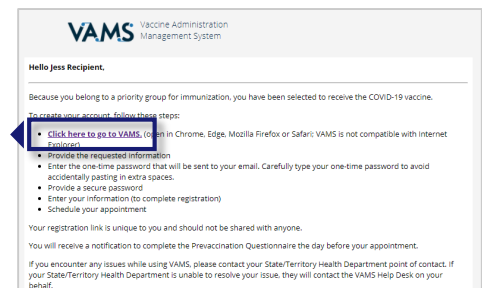 VAMS Vaccine Administration
Management System
Hello Jess Recipient,
Because you belong to a priority group for immunization, you have been selected to receive the COVID-19 vaccine.
To create your account, follow these steps:
• Click here to go to VAMS. (open in Chrome, Edge, Mozilla Firefox or Safari; VAMS is not compatible with Internet
Explorer)
• Provide the requested information
• Enter the one-time password that will be sent to your email. Carefully type your one-time password to avoid
accidentally pasting in extra spaces.
• Provide a secure password
• Enter your information (to complete registration)
• Schedule your appointment
Your registration link is unique to you and should not be shared with anyone.
You will receive a notification to complete the Prevaccination Questionnaire the day before your appointment.
If you encounter any issues while using VAMS, please contact your State/Territory Health Department point of contact. If
your State/Territory Health Department is unable to resolve your issue, they will contact the VAMS Help Desk on your
behalf.